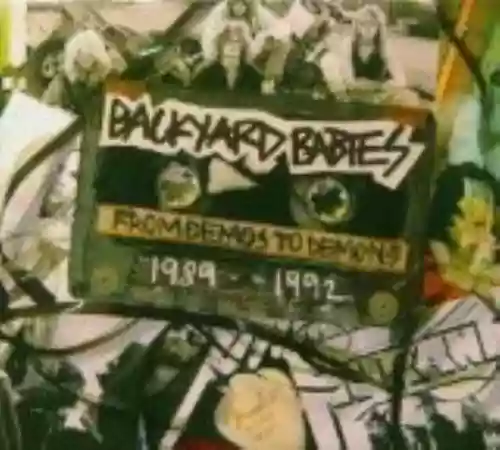 BACKYARD BABIES
FROM DEMOS TO DEMONS
1989 - 1992